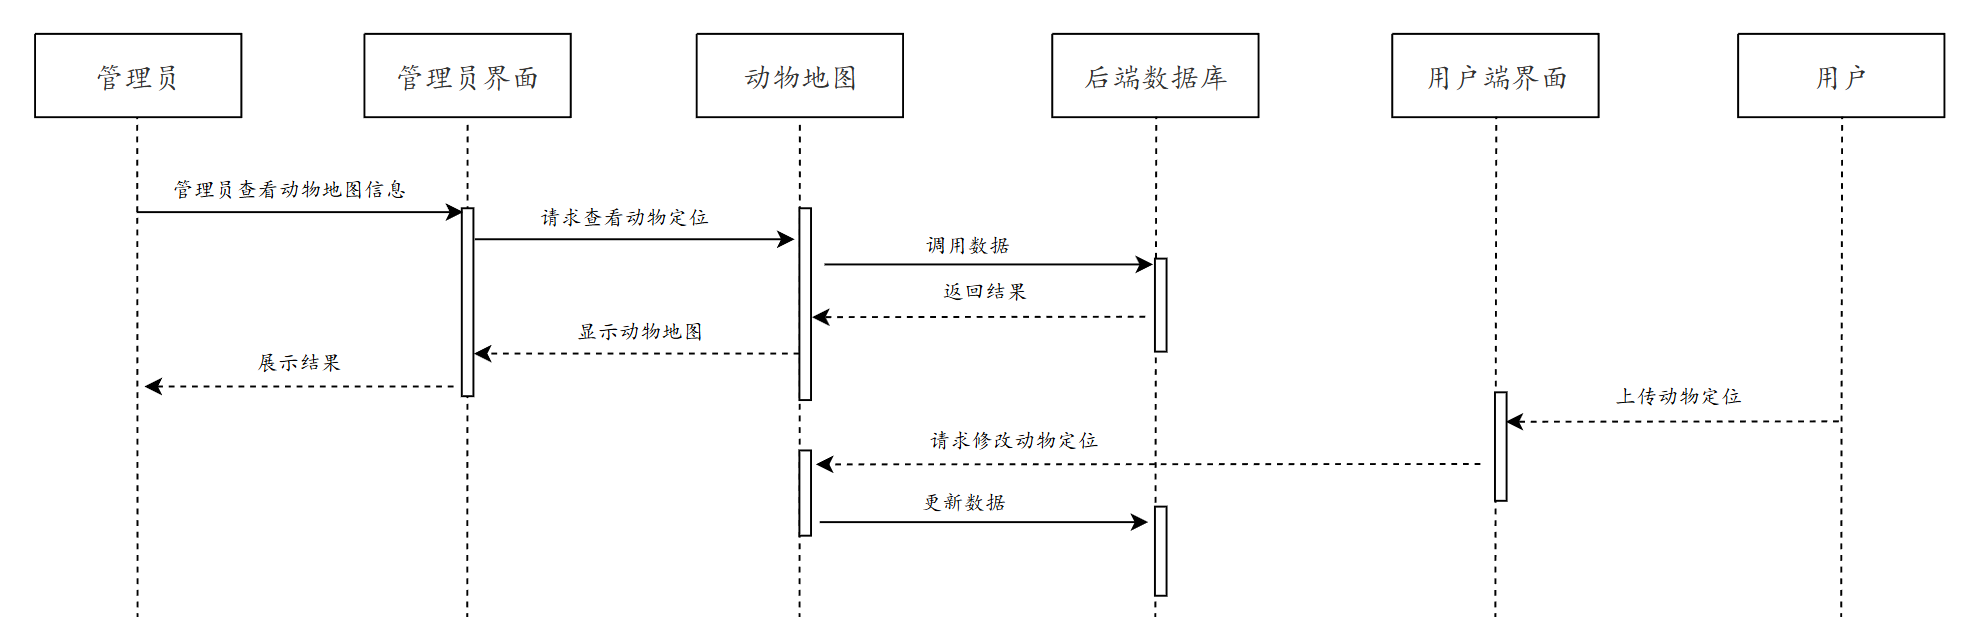 管理员
管理员界面
动物地图
后端数据库
用户端界面
用户
管理员查看动物地图信息
请求查看动物定位
调用数据
返回结果
显示动物地图
展示结果
上传动物定位
请求修改动物定位
更新数据